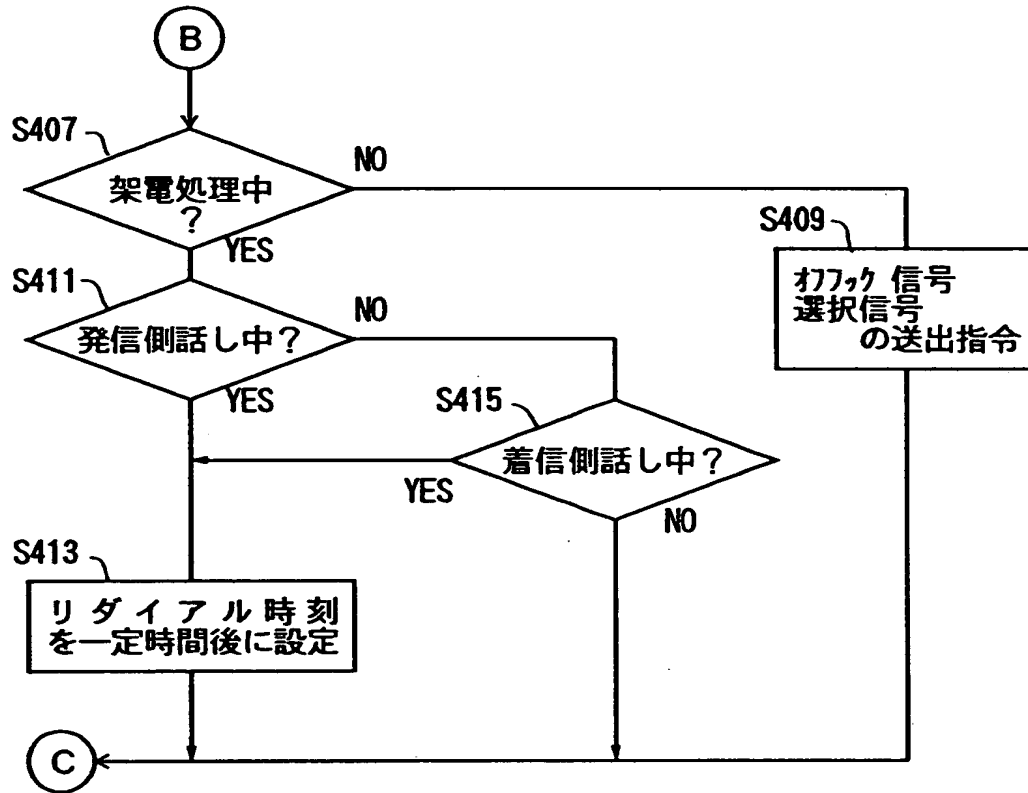 B
S407
架電処理中
?
NO
YES
S409
オフフック 信号
選択信号
の送出指令
S411
発信側話し中?
NO
YES
S415
着信側話し中?
YES
NO
S413
リダイアル時刻
を一定時間後に設定
C